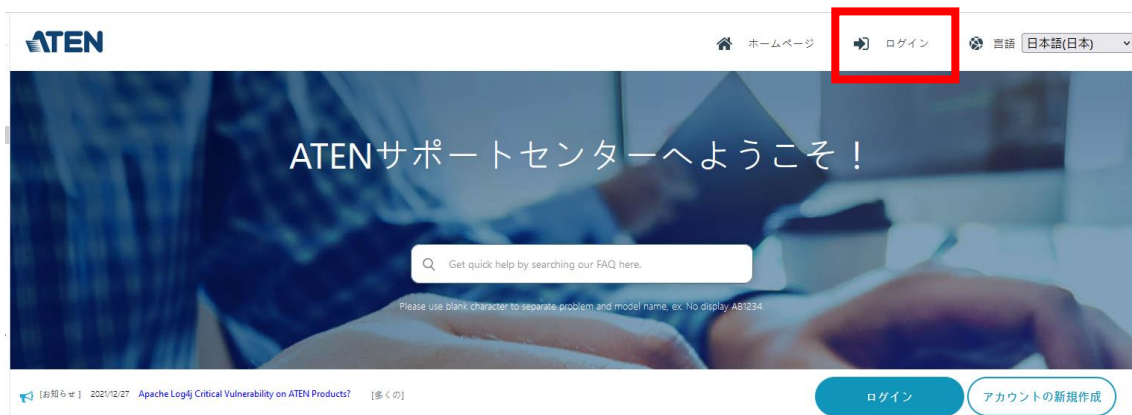 ATEN
ホームページ
ログイン
言語 日本語(日本)
ATENサポートセンターへようこそ！
Get quick help by searching our FAQ here.
Please use blank character to separate problem and model name, ex. No display AB1234.
[お知らせ] 2021/12/27 Apache Log4j Critical Vulnerability on ATEN Products? [多くの]
ログイン
アカウントの新規作成